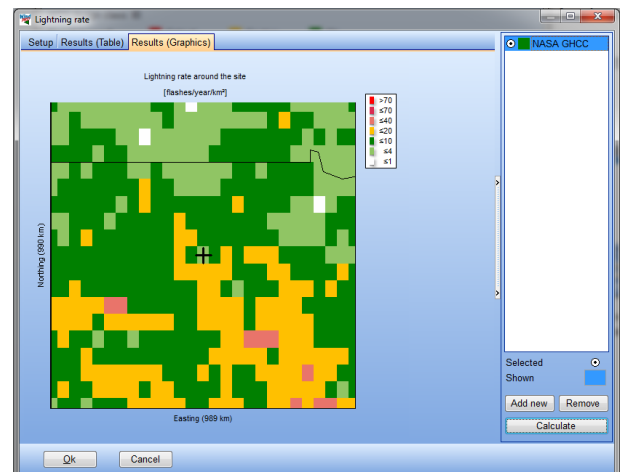 Lightning rate
Setup Results (Table) Results (Graphics)
Lightning rate around the site
[flashes/year/km²]
>70
≤70
≤40
≤20
≤10
≤4
≤1
Northing (990 km)
Easting (989 km)
NASA GHCC
Selected
Shown
Add new Remove
Calculate
Ok Cancel